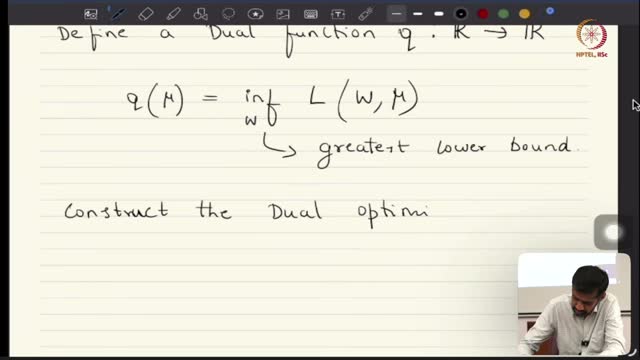 Define a Dual function q : R → R
q(μ) = inf L(W, μ)
W
↳ greatest lower bound.
Construct the Dual Optimi
NPTEL, IISc